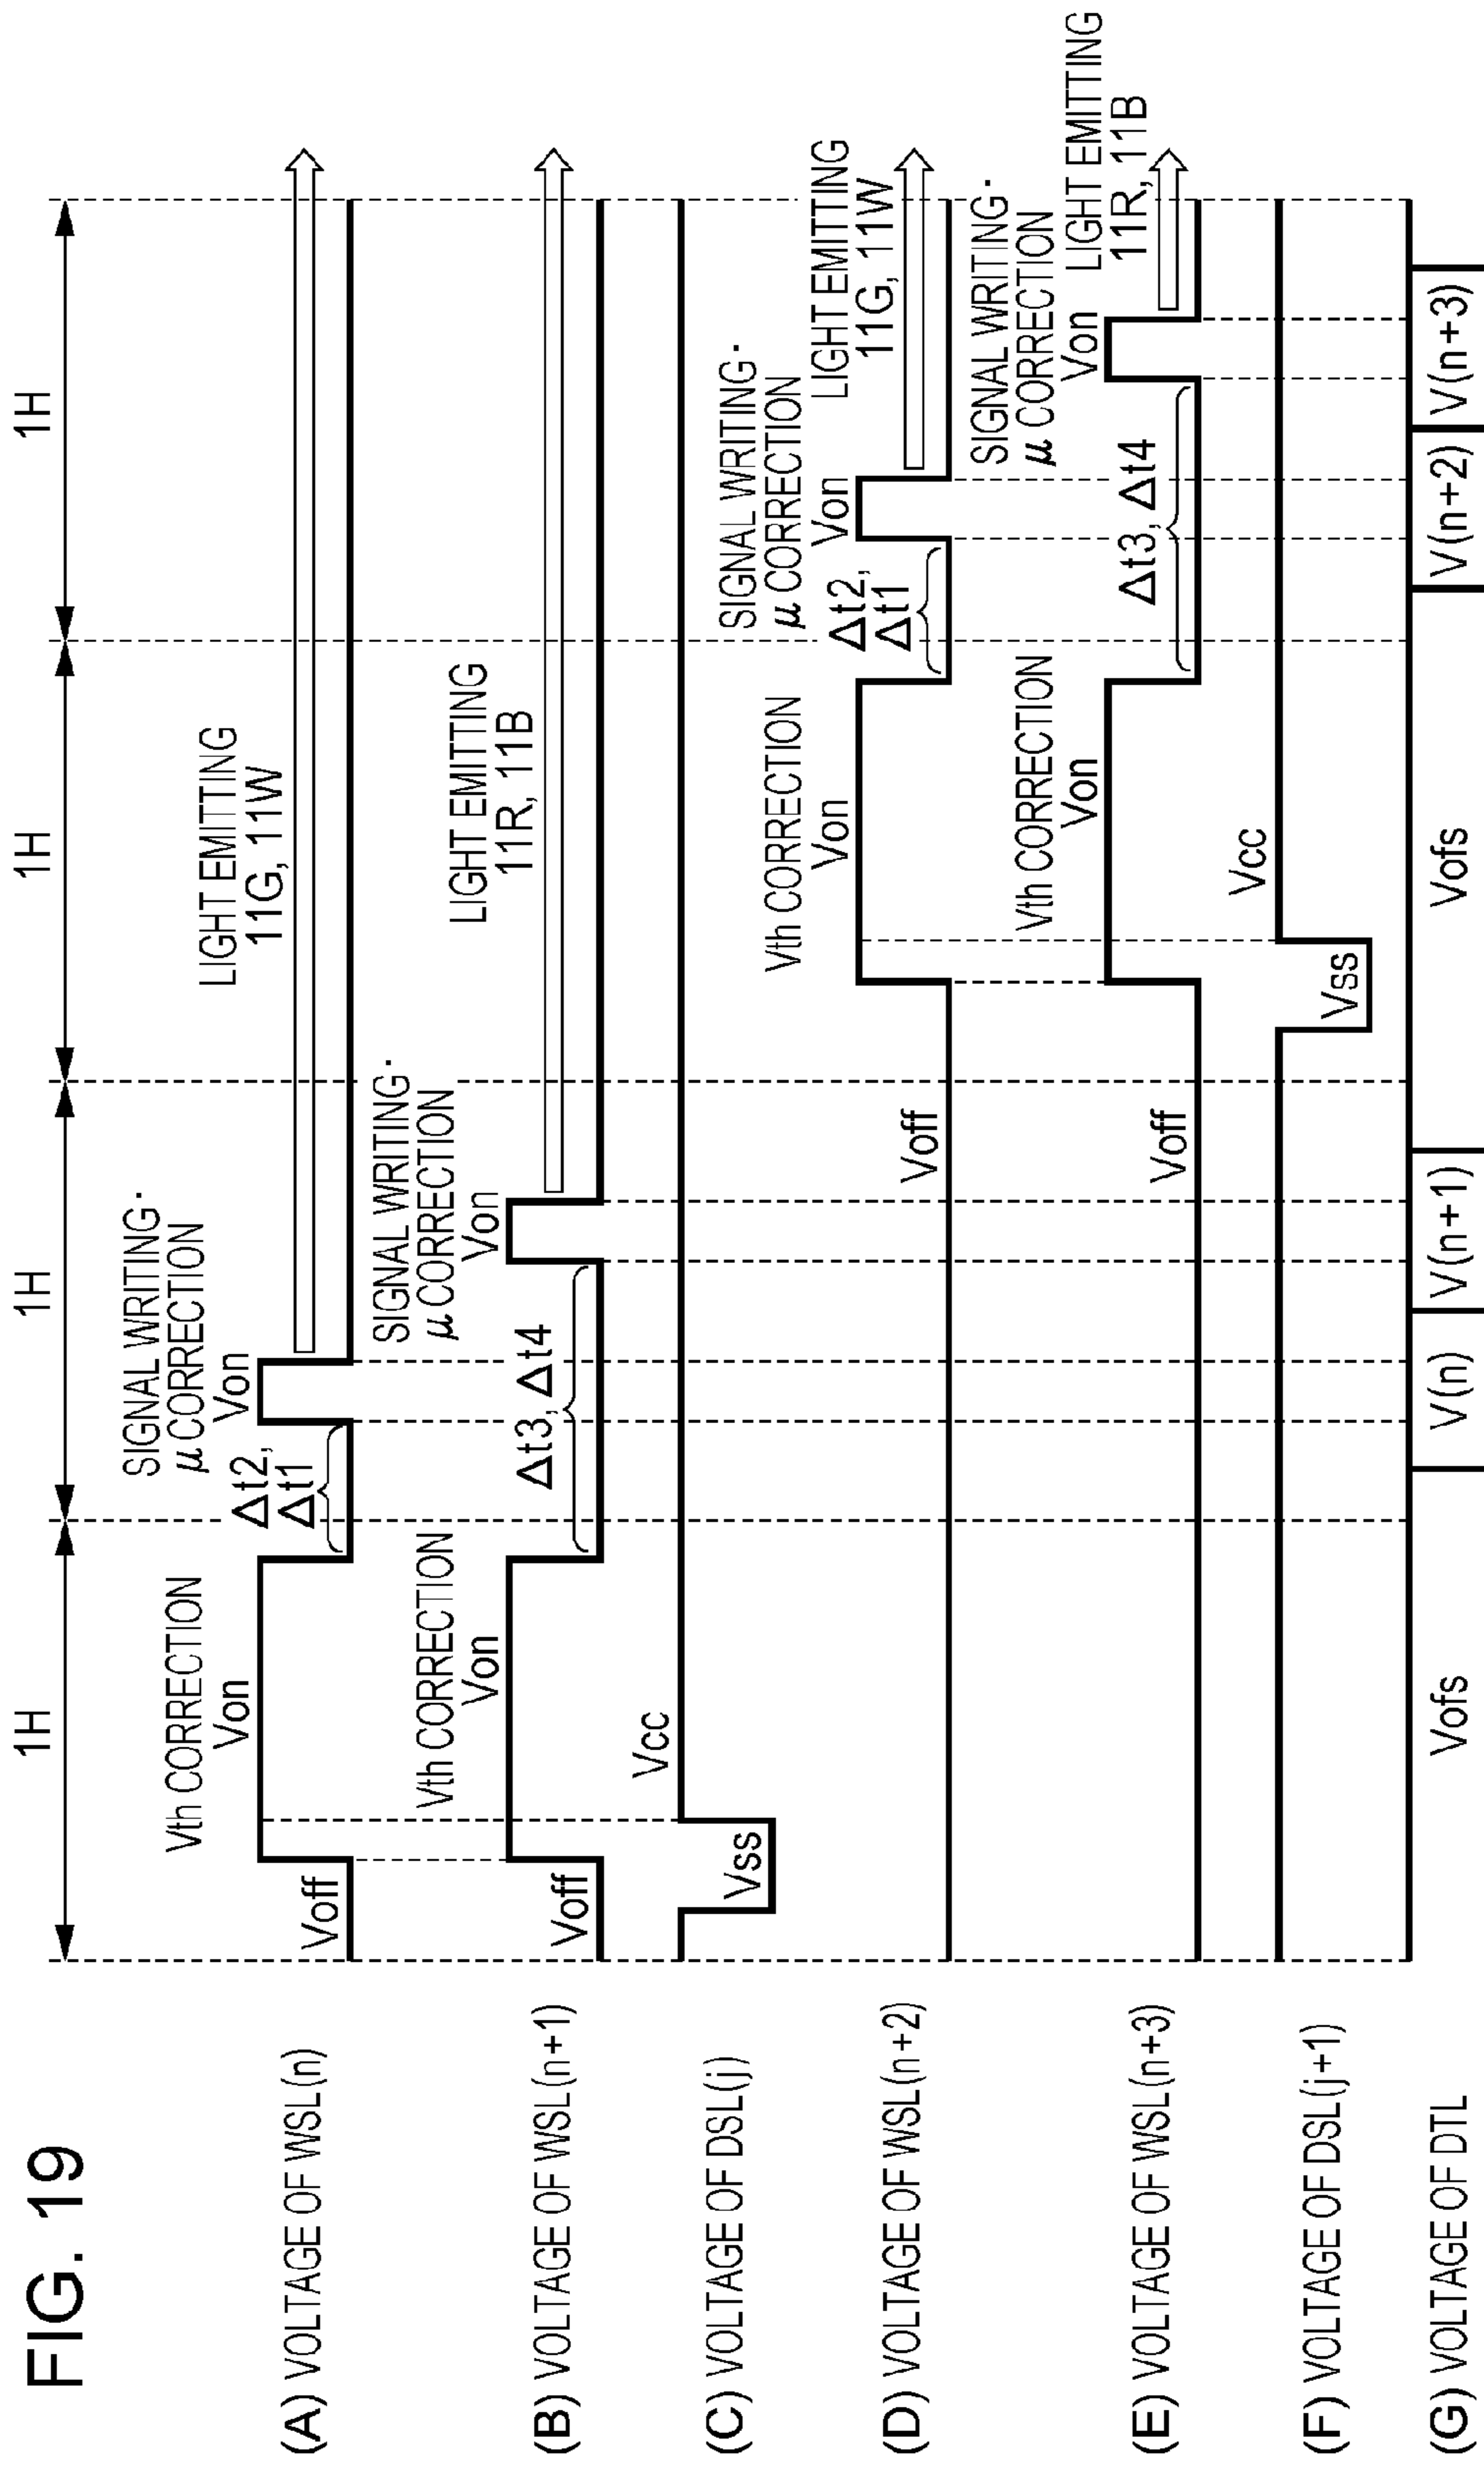 FIG. 19
1H
1H
1H
1H
(A) VOLTAGE OF WSL(n)
Voff
Vth CORRECTION
Von
Δt2,
Δt1
SIGNAL WRITING·
μ CORRECTION
Von
LIGHT EMITTING
11G, 11W
(B) VOLTAGE OF WSL(n+1)
Voff
Vth CORRECTION
Von
Δt3, Δt4
SIGNAL WRITING·
μ CORRECTION
Von
LIGHT EMITTING
11R, 11B
(C) VOLTAGE OF DSL(j)
Vss
Vcc
(D) VOLTAGE OF WSL(n+2)
Voff
Vth CORRECTION
Von
Δt2,
Δt1
SIGNAL WRITING·
μ CORRECTION
Von
LIGHT EMITTING
11G, 11W
(E) VOLTAGE OF WSL(n+3)
Voff
Vth CORRECTION
Von
Δt3, Δt4
SIGNAL WRITING·
μ CORRECTION
Von
LIGHT EMITTING
11R, 11B
(F) VOLTAGE OF DSL(j+1)
Vss
Vcc
(G) VOLTAGE OF DTL
Vofs
V(n)
V(n+1)
Vofs
V(n+2)
V(n+3)